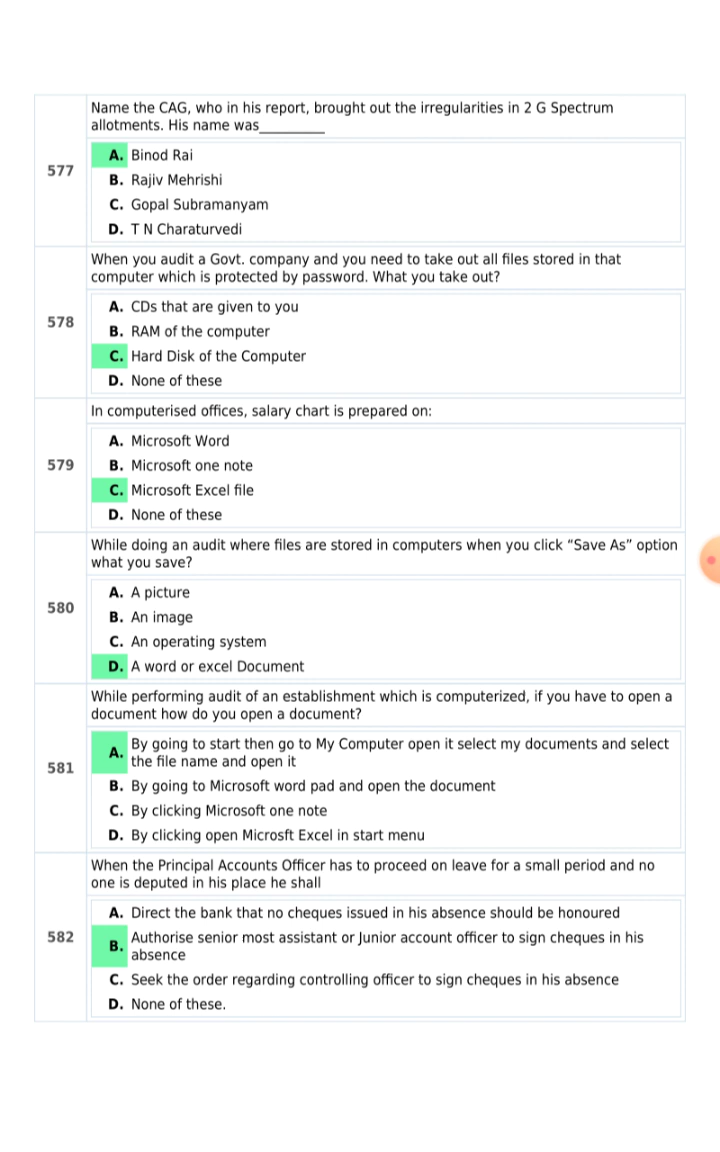 Name the CAG, who in his report, brought out the irregularities in 2 G Spectrum
allotments. His name was_________
577
A. Binod Rai
B. Rajiv Mehrishi
C. Gopal Subramanyam
D. T N Charaturvedi
When you audit a Govt. company and you need to take out all files stored in that
computer which is protected by password. What you take out?
578
A. CDs that are given to you
B. RAM of the computer
C. Hard Disk of the Computer
D. None of these
In computerised offices, salary chart is prepared on:
579
A. Microsoft Word
B. Microsoft one note
C. Microsoft Excel file
D. None of these
While doing an audit where files are stored in computers when you click “Save As” option
what you save?
580
A. A picture
B. An image
C. An operating system
D. A word or excel Document
While performing audit of an establishment which is computerized, if you have to open a
document how do you open a document?
581
A. By going to start then go to My Computer open it select my documents and select
the file name and open it
B. By going to Microsoft word pad and open the document
C. By clicking Microsoft one note
D. By clicking open Microsft Excel in start menu
When the Principal Accounts Officer has to proceed on leave for a small period and no
one is deputed in his place he shall
582
A. Direct the bank that no cheques issued in his absence should be honoured
B. Authorise senior most assistant or Junior account officer to sign cheques in his
absence
C. Seek the order regarding controlling officer to sign cheques in his absence
D. None of these.